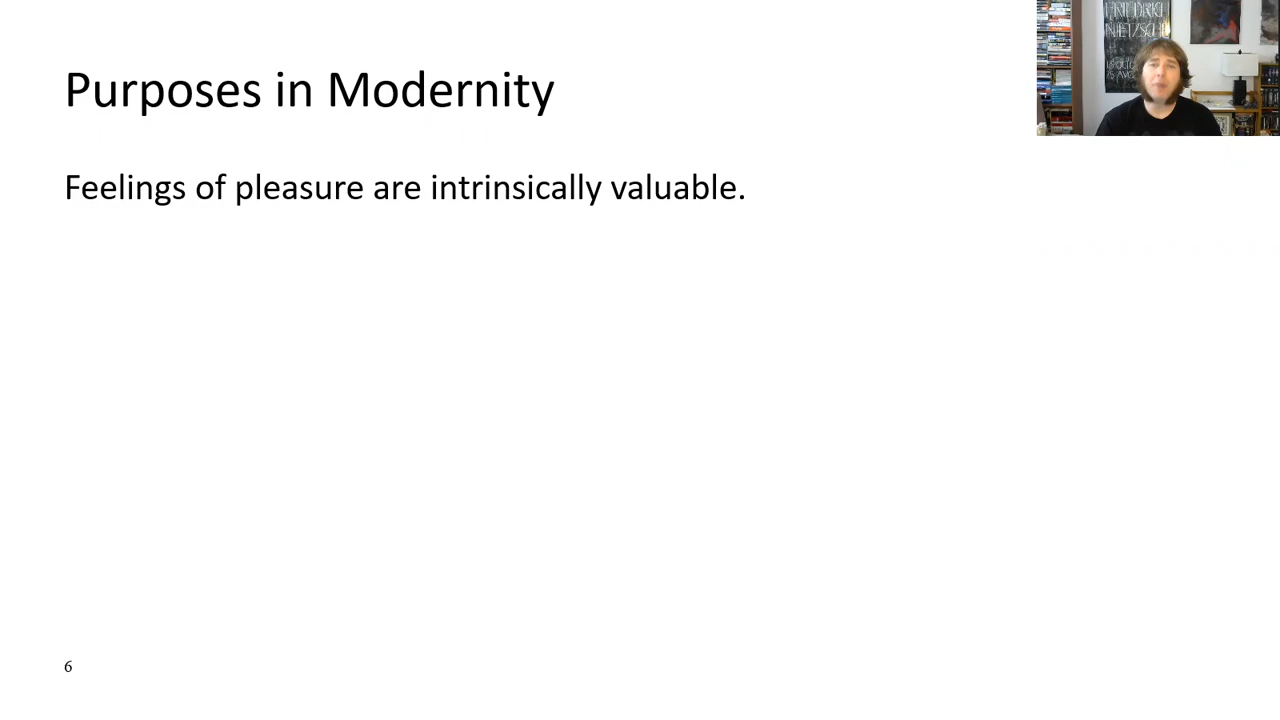 Purposes in Modernity
Feelings of pleasure are intrinsically valuable.
FRIEDRICH
NIETZSCHE
6